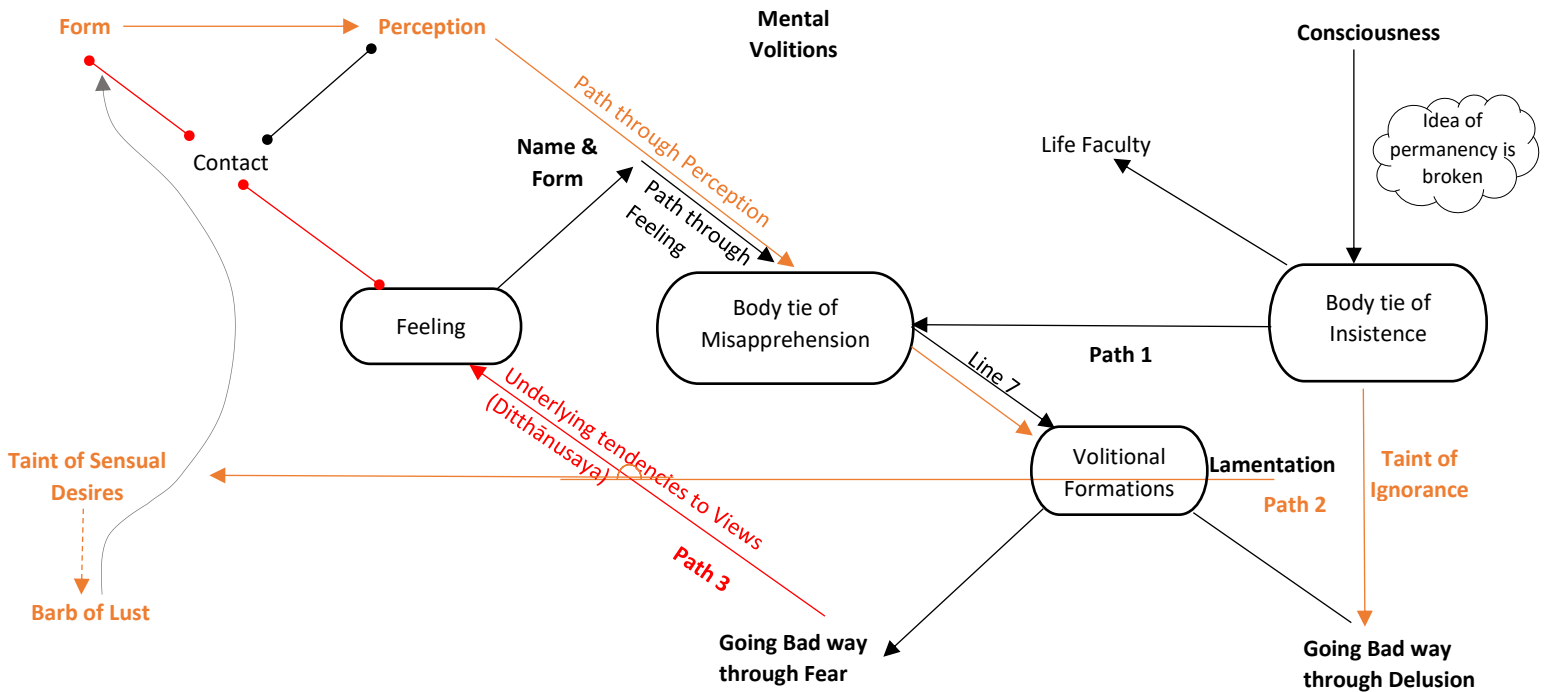 Form
Perception
Mental
Volitions
Consciousness
Path through Perception
Idea of
permanency is
broken
Life Faculty
Name &
Form
Contact
Path through
Feeling
Feeling
Body tie of
Misapprehension
Body tie of
Insistence
Path 1
Line 7
Underlying tendencies to Views
(Ditthānusaya)
Taint of Sensual
Desires
Volitional
Formations
Lamentation
Path 2
Taint of
Ignorance
Path 3
Barb of Lust
Going Bad way
through Fear
Going Bad way
through Delusion